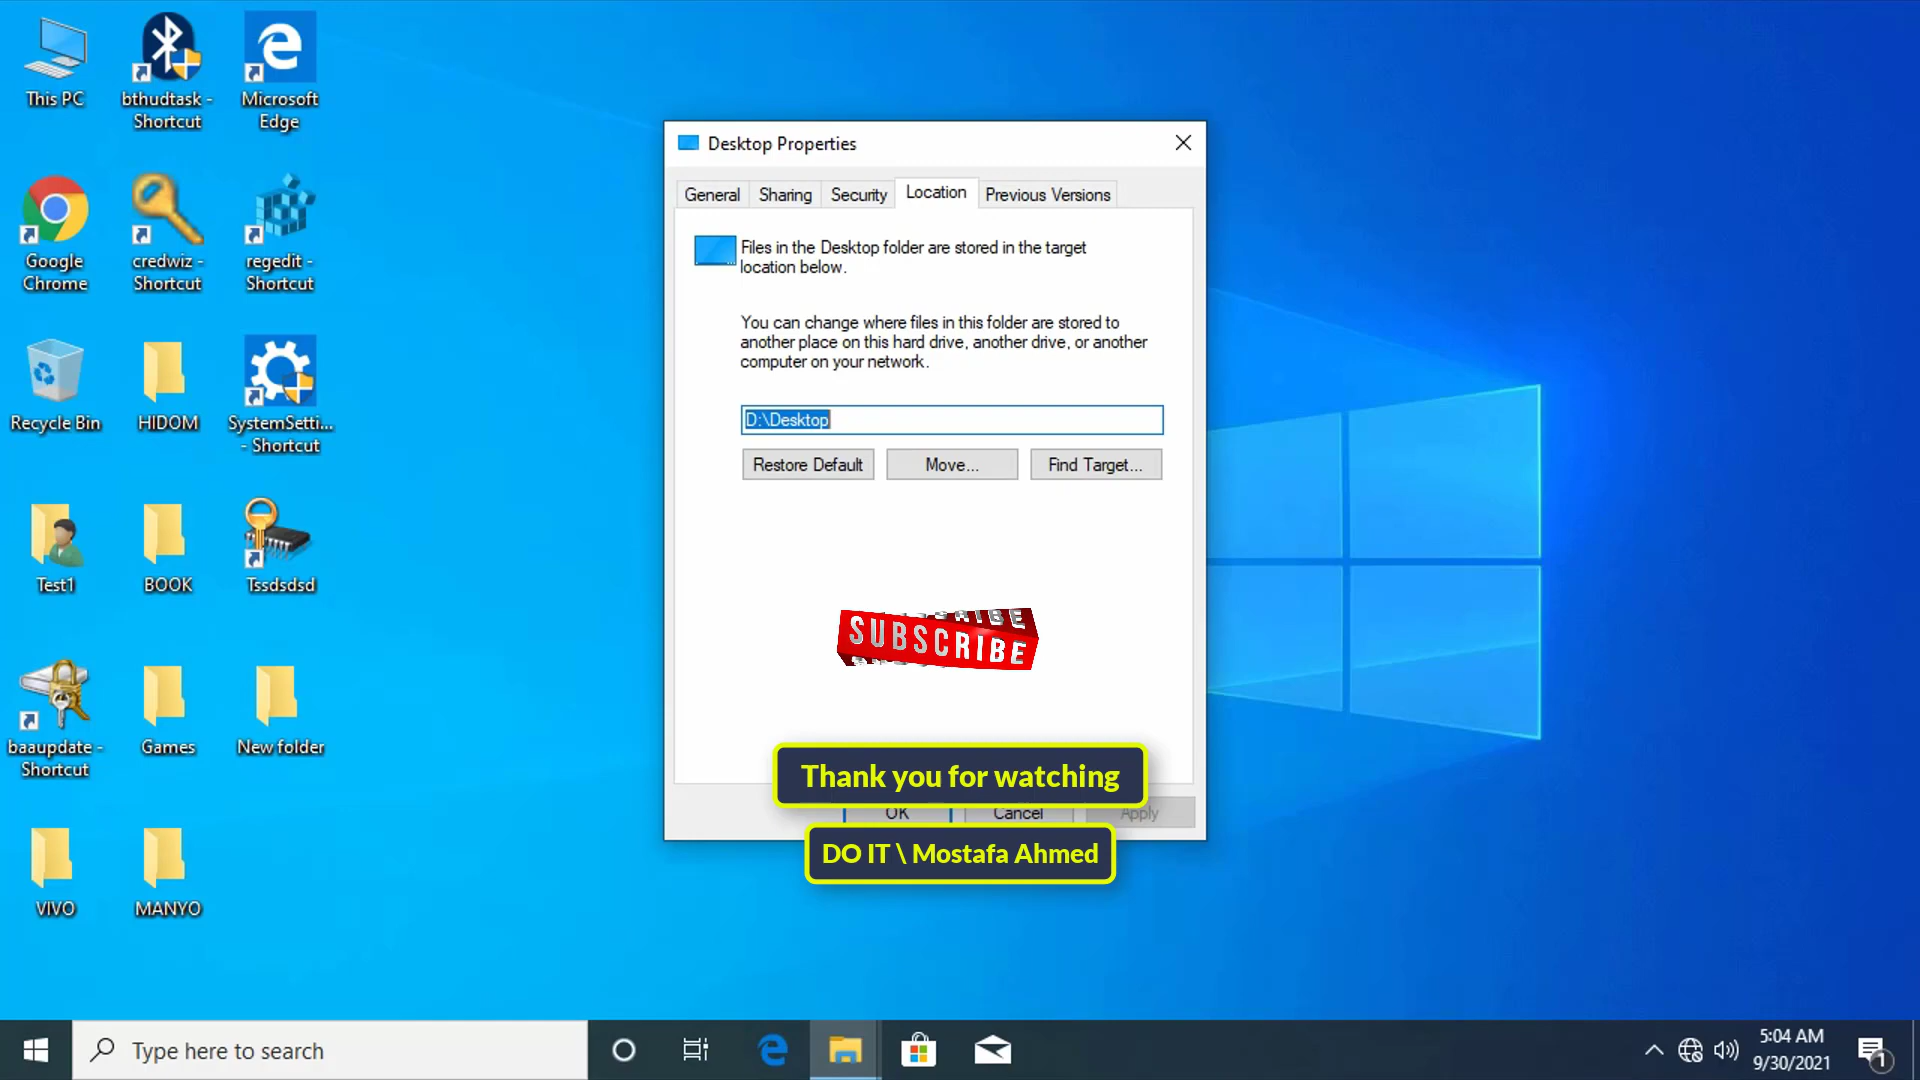 This PC
bthudtask -
Shortcut
Microsoft
Edge
Google
Chrome
credwiz -
Shortcut
regedit -
Shortcut
Recycle Bin
HIDOM
SystemSetti...
- Shortcut
Test1
BOOK
Tssdsdsd
baaupdate -
Shortcut
Games
New folder
VIVO
MANYO
Desktop Properties
General
Sharing
Security
Location
Previous Versions
Files in the Desktop folder are stored in the target
location below.
You can change where files in this folder are stored to
another place on this hard drive, another drive, or another
computer on your network.
D:\Desktop
Restore Default
Move...
Find Target...
SUBSCRIBE
Thank you for watching
OK
Cancel
Apply
DO IT \ Mostafa Ahmed
Type here to search
5:04 AM
9/30/2021
1